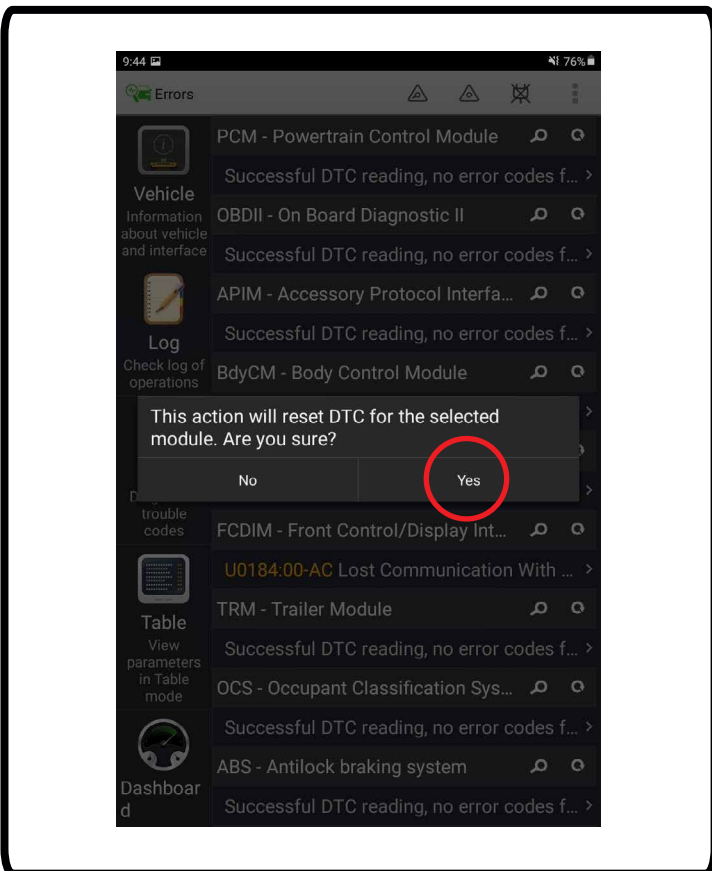 9:44 76%
Errors
PCM - Powertrain Control Module
Successful DTC reading, no error codes f...
Vehicle
Information
about vehicle
and interface
OBDII - On Board Diagnostic II
Successful DTC reading, no error codes f...
APIM - Accessory Protocol Interfa...
Successful DTC reading, no error codes f...
Log
Check log of
operations
BdyCM - Body Control Module
This action will reset DTC for the selected
module. Are you sure?
No Yes
trouble
codes
FCDIM - Front Control/Display Int...
U0184:00-AC Lost Communication With ...
Table
View
parameters
in Table
mode
TRM - Trailer Module
Successful DTC reading, no error codes f...
OCS - Occupant Classification Sys...
Successful DTC reading, no error codes f...
ABS - Antilock braking system
Dashboar
d
Successful DTC reading, no error codes f...